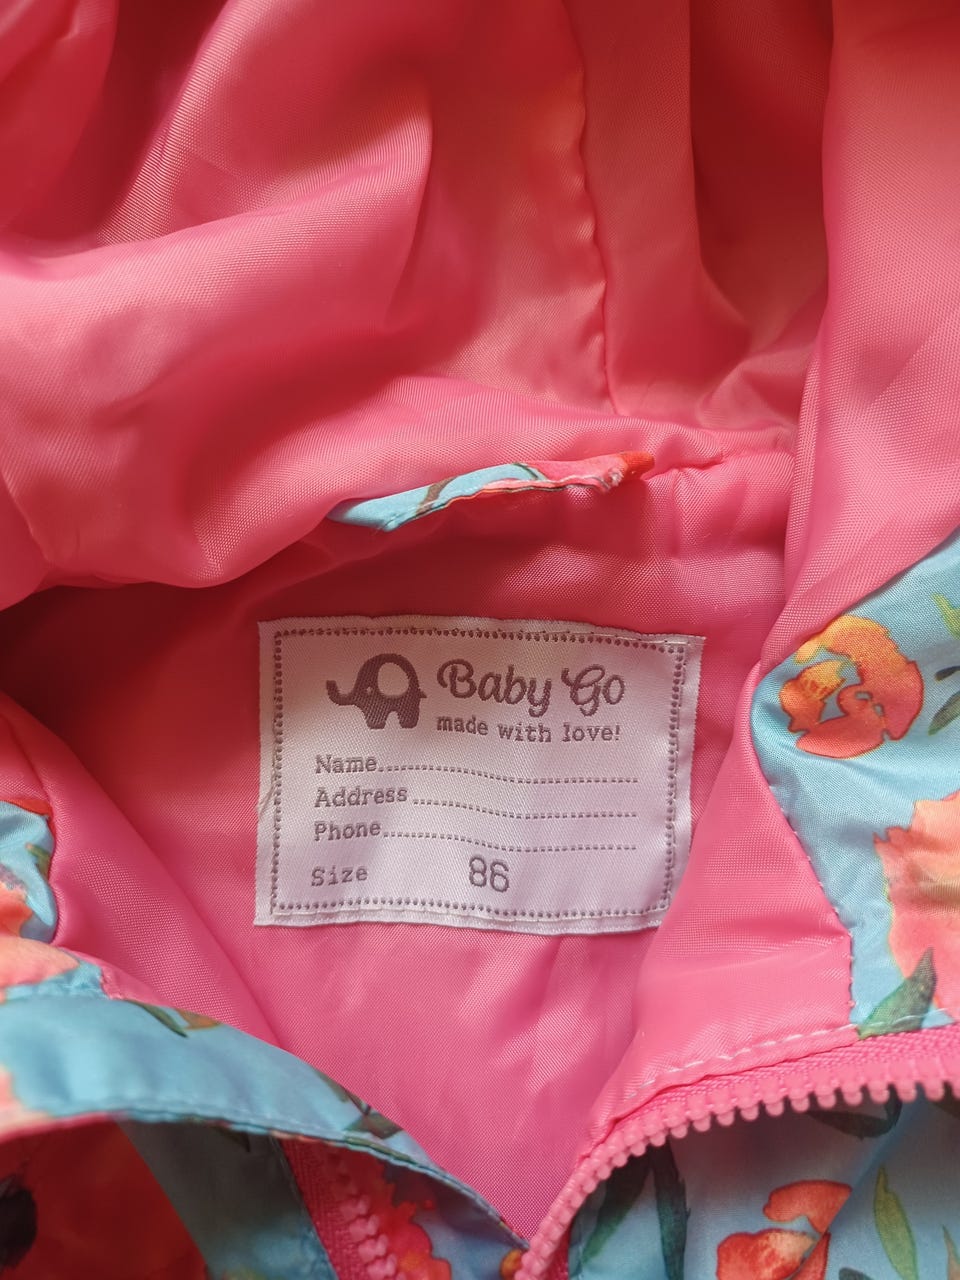 Baby Go
made with love!
Name
Address
Phone
Size 86